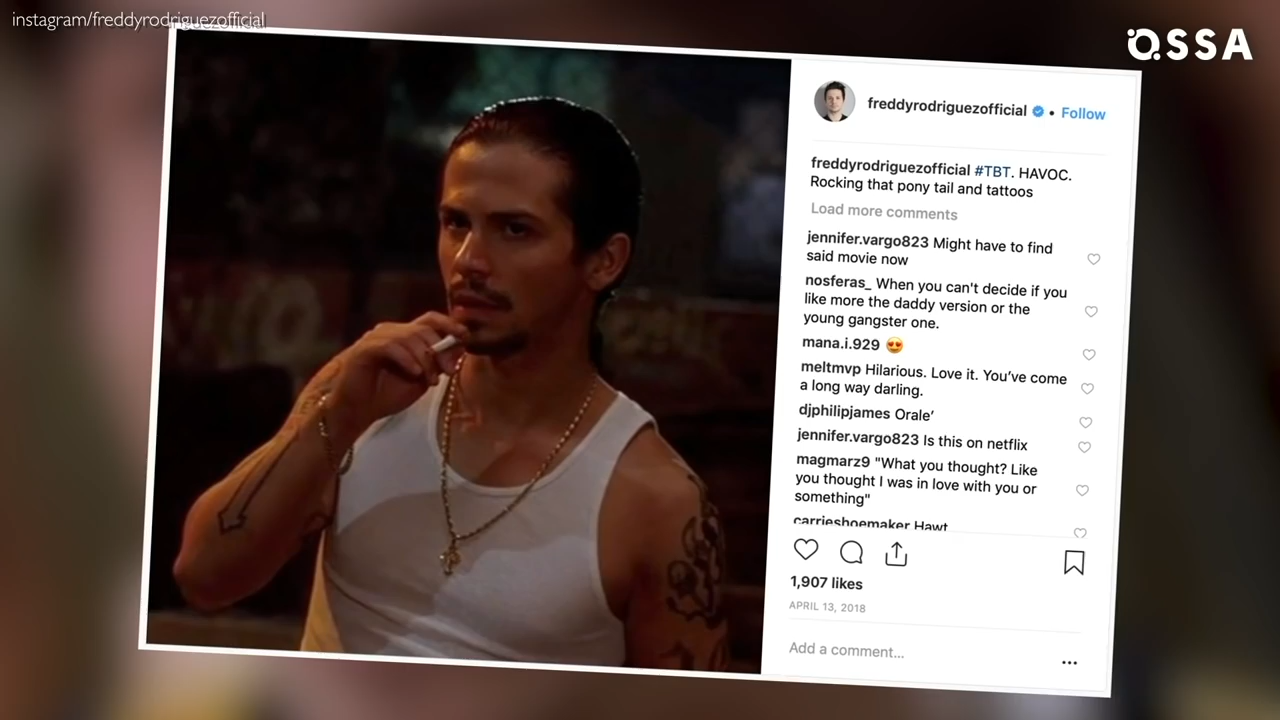 instagram/freddyrodriguezofficial
OSSA
freddyrodriguezofficial • Follow
freddyrodriguezofficial #TBT. HAVOC.
Rocking that pony tail and tattoos
Load more comments
jennifer.vargo823 Might have to find
said movie now
nosferas_ When you can't decide if you
like more the daddy version or the
young gangster one.
mana.i.929 😍
meltmvp Hilarious. Love it. You’ve come
a long way darling.
djphilipjames Orale’
jennifer.vargo823 Is this on netflix
magmarz9 "What you thought? Like
you thought I was in love with you or
something"
carrieshoemaker Hawt
1,907 likes
APRIL 13, 2018
Add a comment...